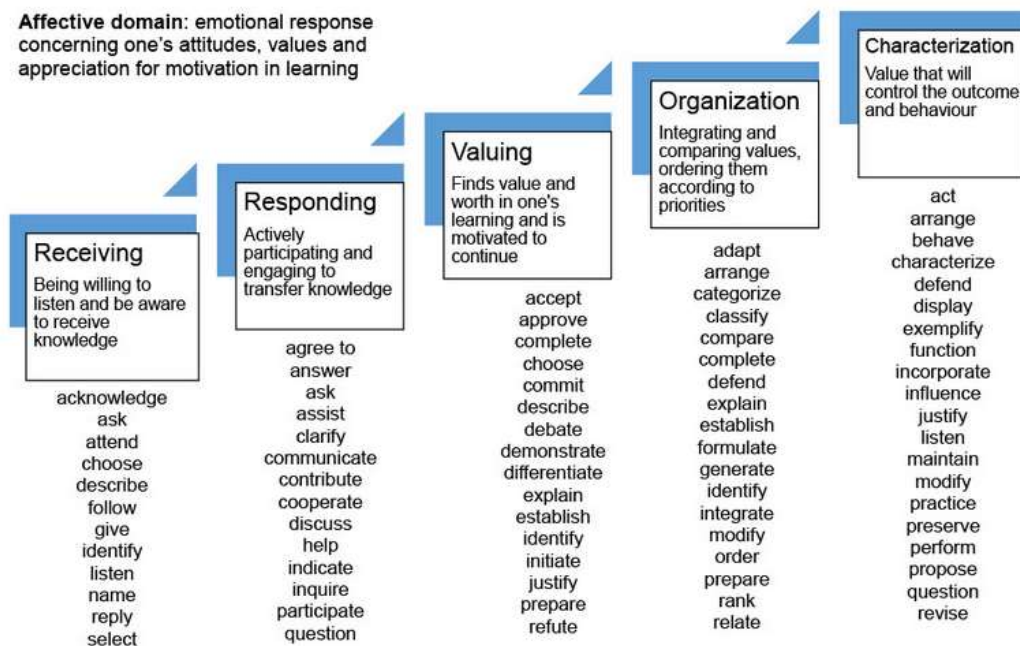 Affective domain: emotional response
concerning one's attitudes, values and
appreciation for motivation in learning
Receiving
Being willing to
listen and be aware
to receive
knowledge
acknowledge
ask
attend
choose
describe
follow
give
identify
listen
name
reply
select
Responding
Actively
participating and
engaging to
transfer knowledge
agree to
answer
ask
assist
clarify
communicate
contribute
cooperate
discuss
help
indicate
inquire
participate
question
Valuing
Finds value and
worth in one's
learning and is
motivated to
continue
accept
approve
complete
choose
commit
describe
debate
demonstrate
differentiate
explain
establish
identify
initiate
justify
prepare
refute
Organization
Integrating and
comparing values,
ordering them
according to
priorities
adapt
arrange
categorize
classify
compare
complete
defend
explain
establish
formulate
generate
identify
integrate
modify
order
prepare
rank
relate
Characterization
Value that will
control the outcome
and behaviour
act
arrange
behave
characterize
defend
display
exemplify
function
incorporate
influence
justify
listen
maintain
modify
practice
preserve
perform
propose
question
revise